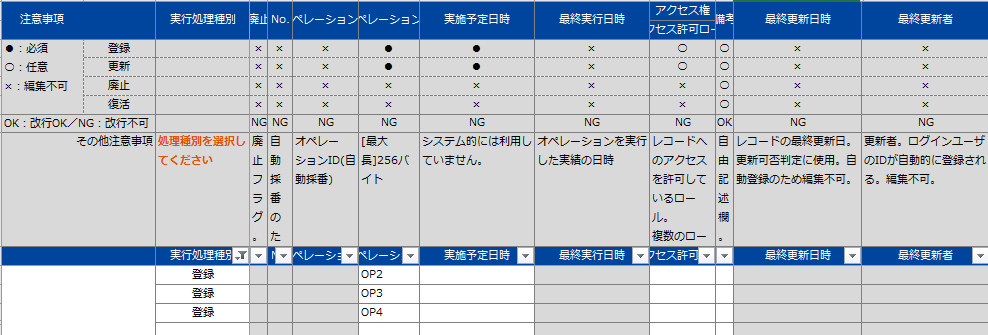 注意事項 実行処理種別 廃止 No. ペレーション ペレーション 実施予定日時 最終実行日時 アクセス権 備考 最終更新日時 最終更新者
クセス許可ロー
●：必須 登録 × × × ● ● × ○ ○ × ×
○：任意 更新 × × × ● ● × ○ ○ × ×
×：編集不可 廃止 × × × × × × × ○ × ×
復活 × × × × × × × ○ × ×
OK：改行OK／NG：改行不可 NG NG NG NG NG NG NG OK NG NG
その他注意事項
処理種別を選択し
てください
廃
止
フ
ラ
グ
。
自
動
採
番
の
た
オペレー
ションID(自
動採番)
[最大
長]256バ
イト
システム的には利用し
ていません。
オペレーションを実行
した実績の日時
レコードへ
のアクセス
を許可して
いるロー
ル。
複数のロー
自
由
記
述
欄
。
レコードの最終更新日。
更新可否判定に使用。自
動登録のため編集不可。
更新者。ログインユーザ
のIDが自動的に登録され
る。編集不可。
実行処理種別 ペレーション ペレーシ 実施予定日時 最終実行日時 クセス許可 最終更新日時 最終更新者
登録 OP2
登録 OP3
登録 OP4